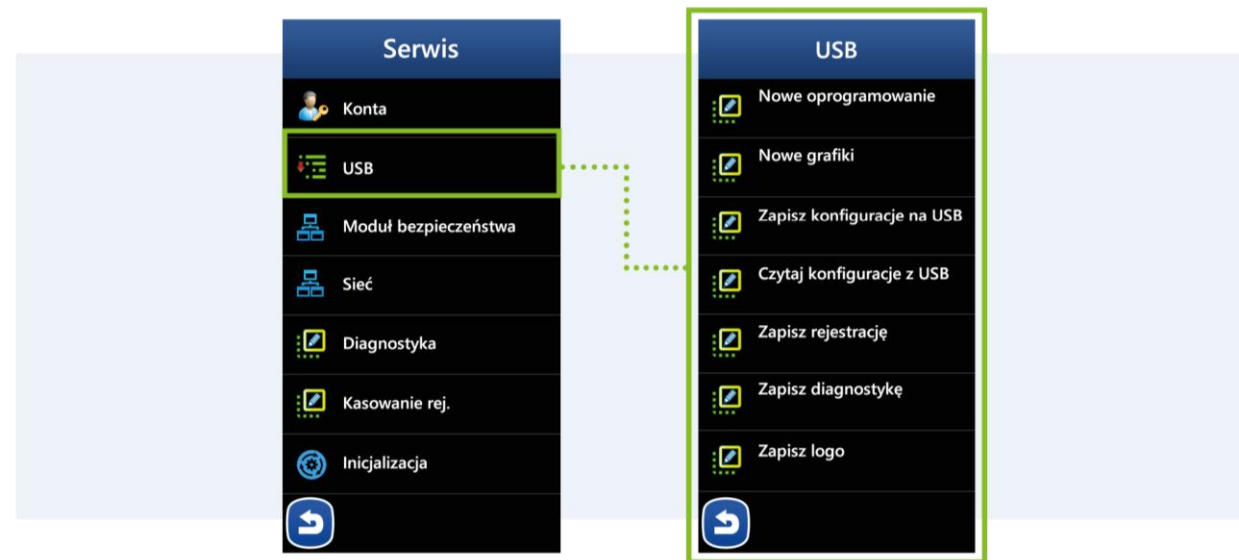 Serwis
Konta
USB
Moduł bezpieczeństwa
Sieć
Diagnostyka
Kasowanie rej.
Inicjalizacja
USB
Nowe oprogramowanie
Nowe grafiki
Zapisz konfiguracje na USB
Czytaj konfiguracje z USB
Zapisz rejestrację
Zapisz diagnostykę
Zapisz logo